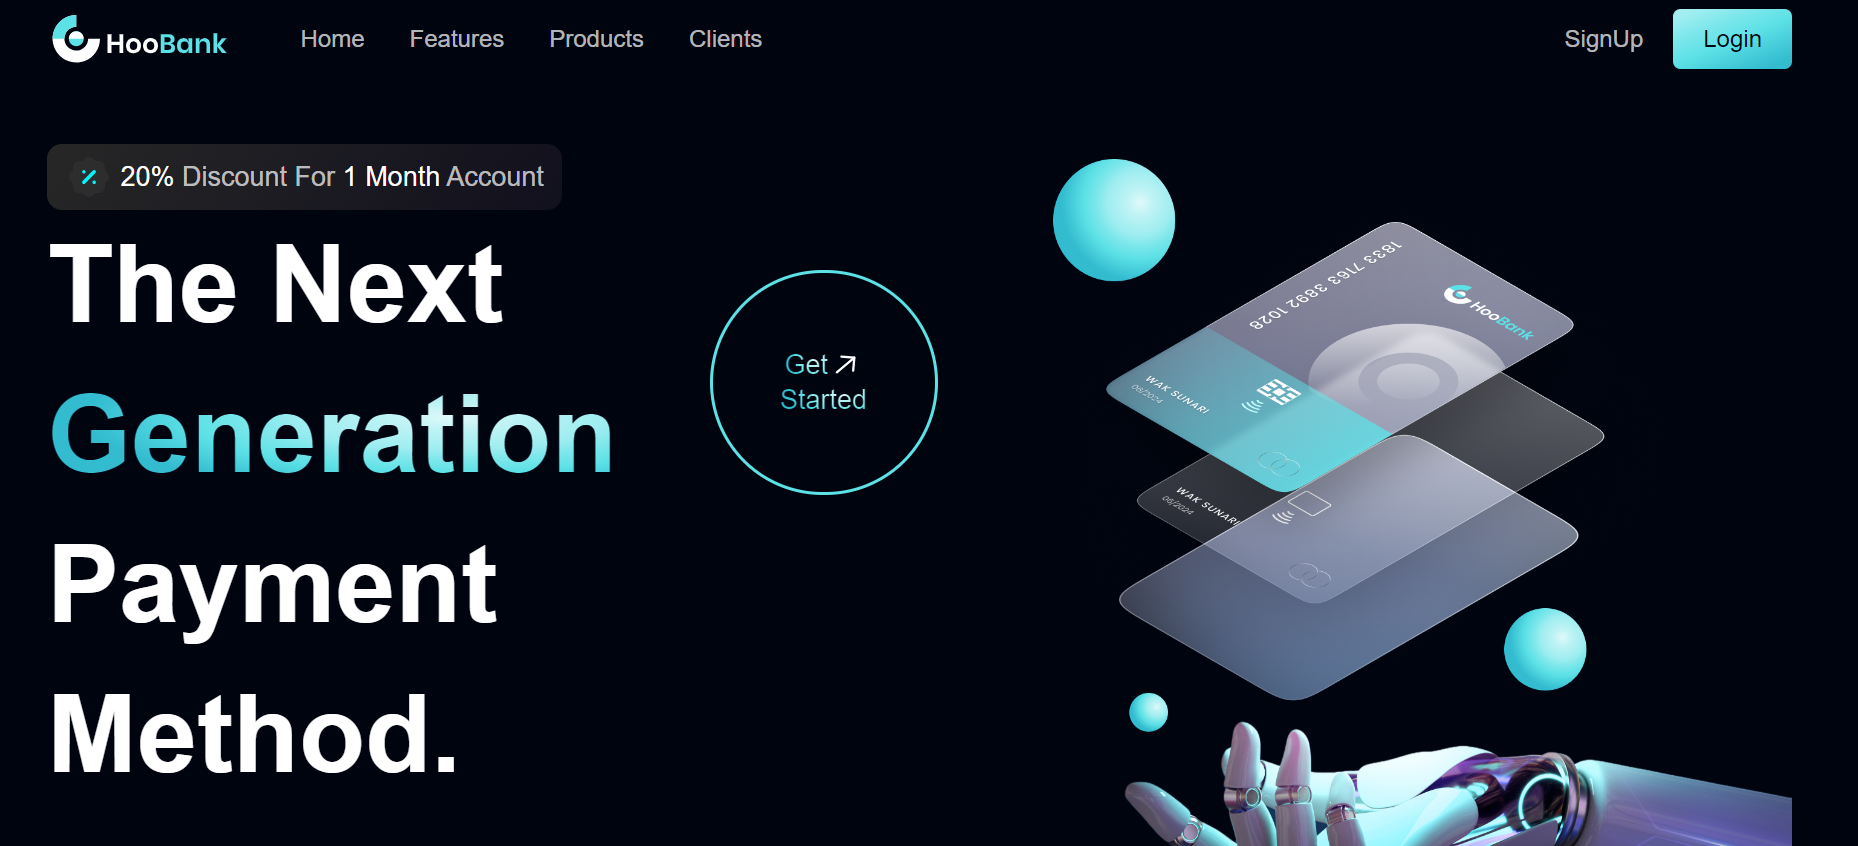 HooBank
Home Features Products Clients SignUp Login
20% Discount For 1 Month Account
The Next
Generation
Payment
Method.
Get
Started
1833 7163 3892 1028
HooBank
WAK SUNARI
08/2024
WAK SUNARI
06/2024